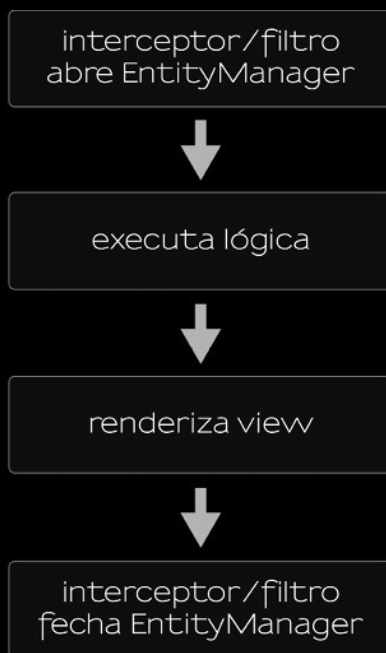 interceptor/filtro
abre EntityManager
executa lógica
renderiza view
interceptor/filtro
fecha EntityManager